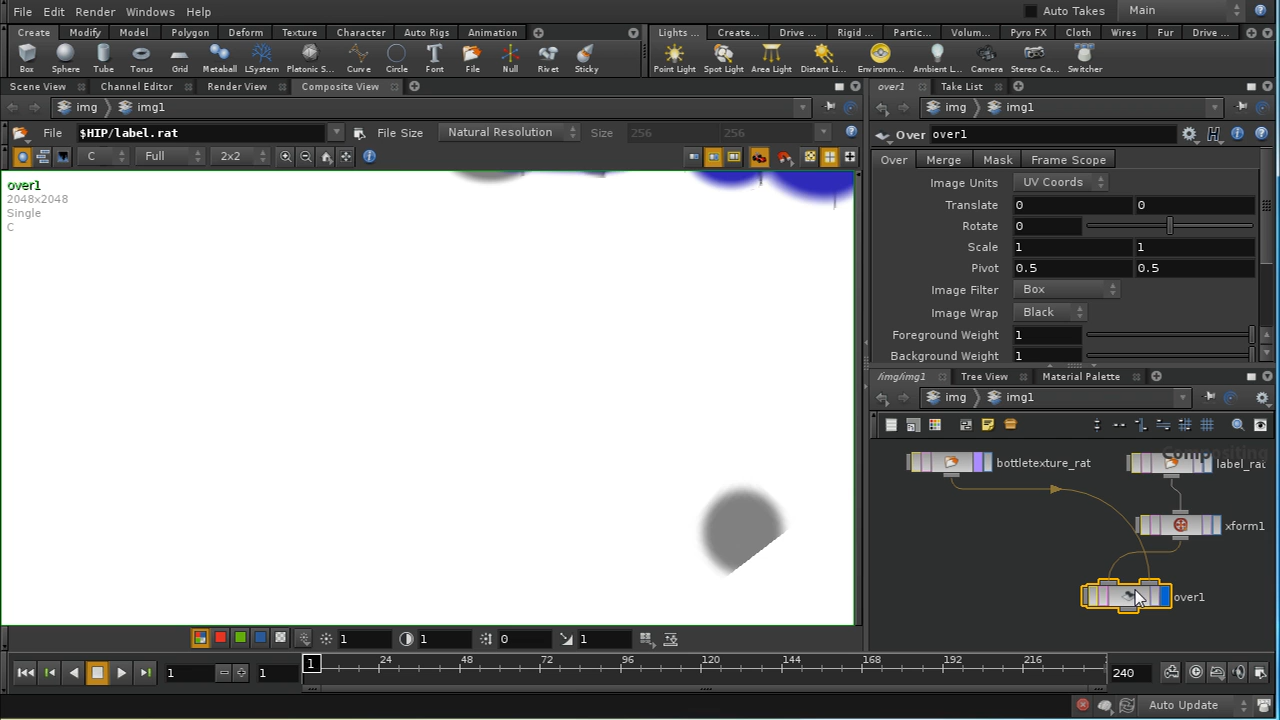 File Edit Render Windows Help Auto Takes Main
Create Modify Model Polygon Deform Texture Character Auto Rigs Animation Lights ... Create... Drive ... Rigid ... Partic... Volum... Pyro FX Cloth Wires Fur Drive ...
Box Sphere Tube Torus Grid Metaball LSystem Platonic S... Curve Circle Font File Null Rivet Sticky Point Light Spot Light Area Light Distant Li... Environm... Ambient L... Camera Stereo Ca... Switcher
Scene View Channel Editor Render View Composite View over1 Take List
img img1 img img1
File $HIP/label.rat File Size Natural Resolution Size 256 256 Over over1
C Full 2x2 Over Merge Mask Frame Scope
over1
2048x2048
Single
C
Image Units UV Coords
Translate 0 0
Rotate 0
Scale 1 1
Pivot 0.5 0.5
Image Filter Box
Image Wrap Black
Foreground Weight 1
Background Weight 1
/img/img1 Tree View Material Palette
img img1
Compositing
bottletexture_rat label_rat
xform1
over1
1 1 0 1
1 24 48 72 96 120 144 168 192 216
1 1 240
Auto Update